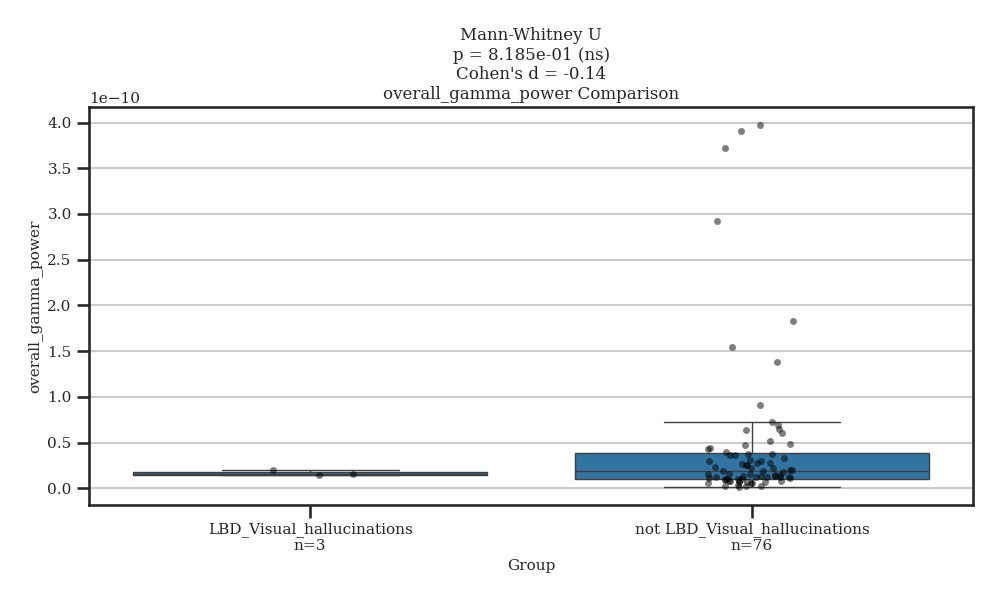 Mann-Whitney U
p = 8.185e-01 (ns)
Cohen's d = -0.14
overall_gamma_power Comparison
1e−10
4.0
3.5
3.0
2.5
2.0
1.5
1.0
0.5
0.0
overall_gamma_power
LBD_Visual_hallucinations
n=3
not LBD_Visual_hallucinations
n=76
Group